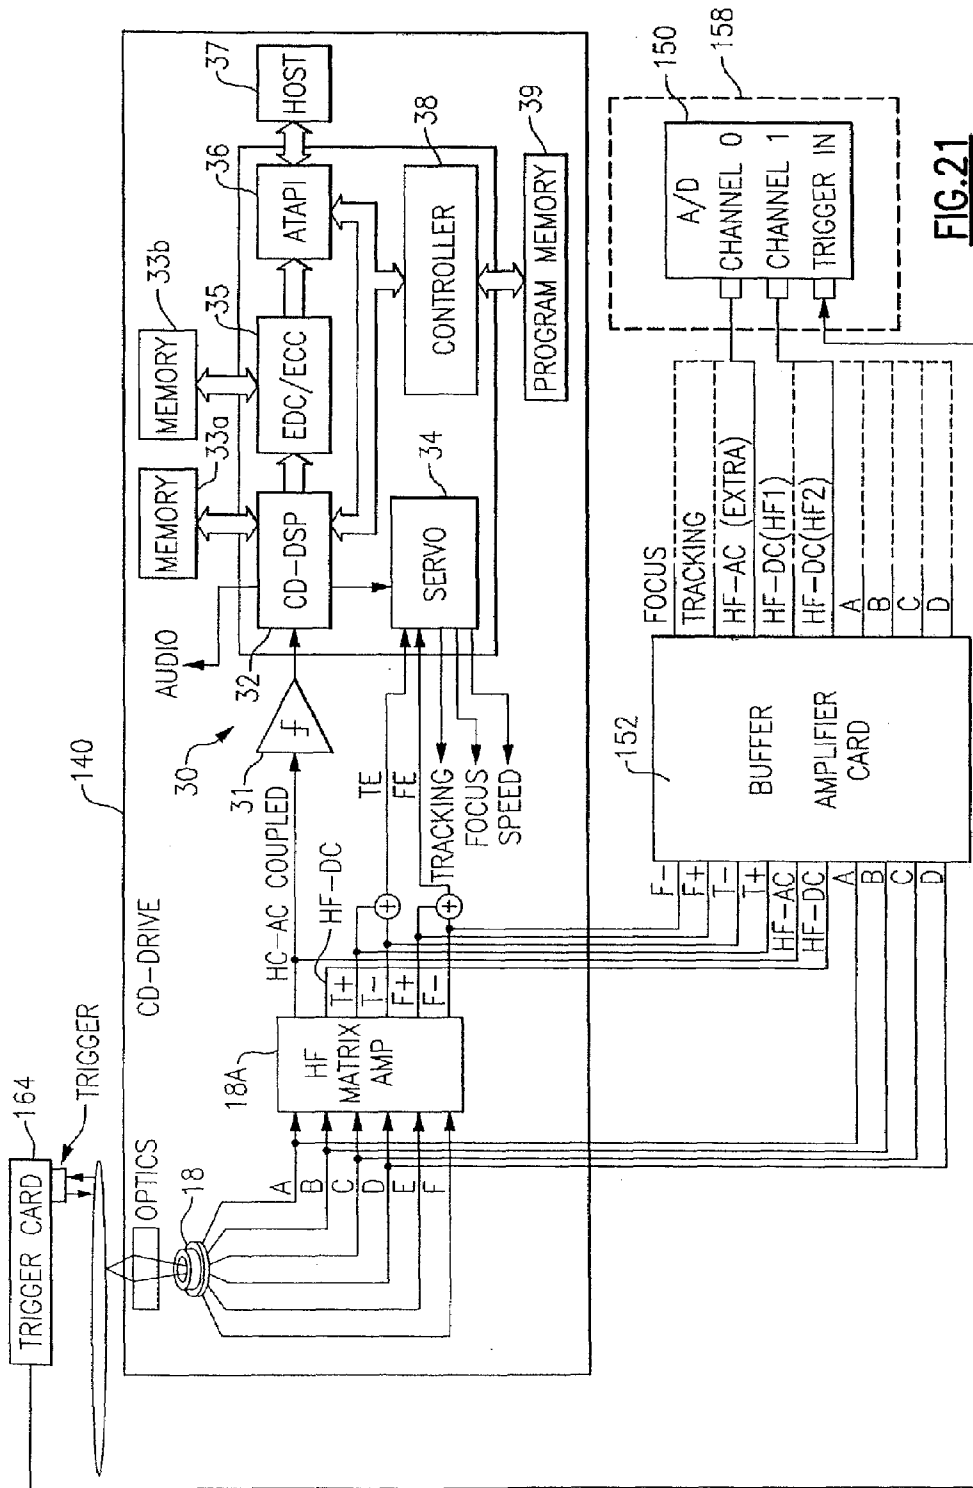 TRIGGER CARD
164
TRIGGER
OPTICS
18
CD-DRIVE
140
A
B
C
D
E
F
18A
HF
MATRIX
AMP
HC-AC COUPLED
HF-DC
T+
T-
F+
F-
30
31
TE
FE
TRACKING
FOCUS
SPEED
AUDIO
32
CD-DSP
MEMORY
33a
MEMORY
33b
EDC/ECC
35
ATAPI
36
HOST
37
SERVO
34
CONTROLLER
38
PROGRAM MEMORY
39
F-
F+
T-
T+
HF-AC
HF-DC
A
B
C
D
152
BUFFER
AMPLIFIER
CARD
FOCUS
TRACKING
HF-AC (EXTRA)
HF-DC(HF1)
HF-DC(HF2)
A
B
C
D
A/D
CHANNEL 0
CHANNEL 1
TRIGGER IN
150
158
FIG.21